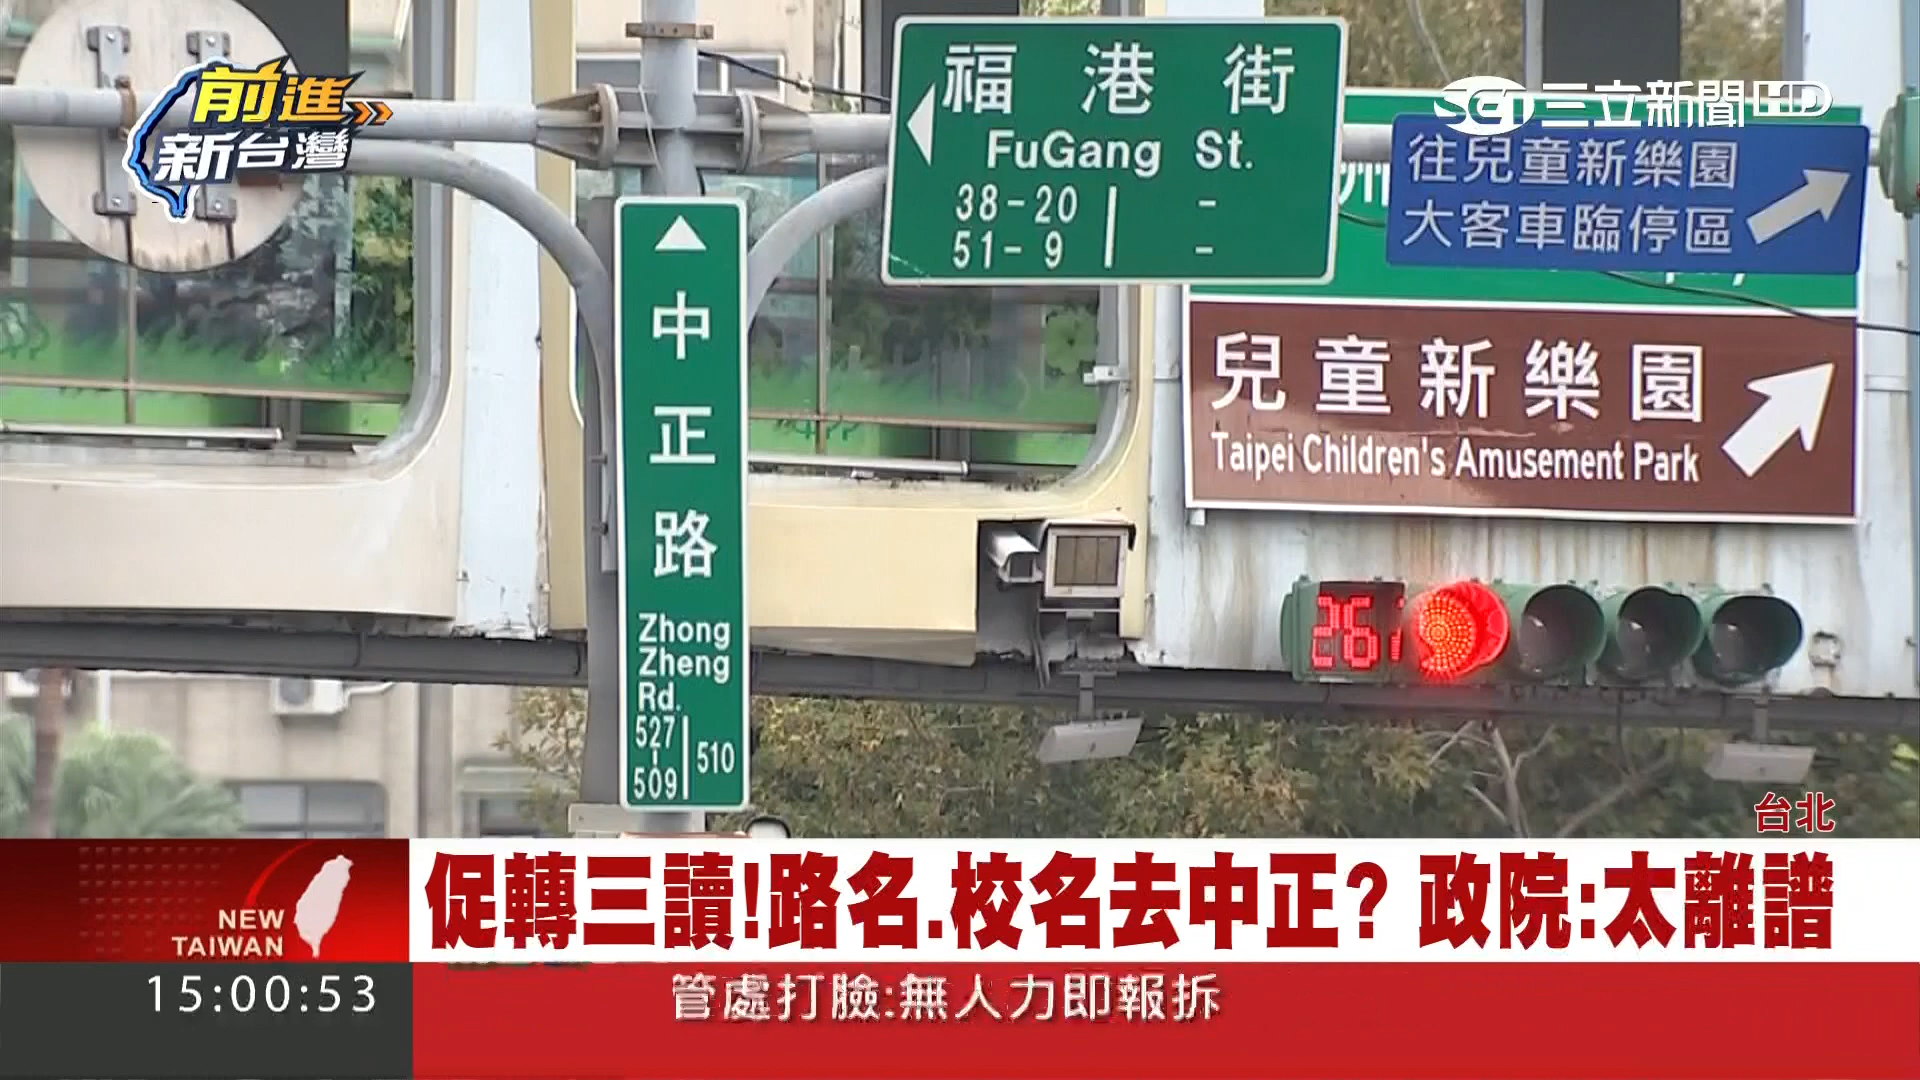 前進
新台灣
SET三立新聞HD
福港街
FuGang St.
38-20 -
51-9 -
往兒童新樂園
大客車臨停區
中正路
Zhong
Zheng
Rd.
527
-
509
510
兒童新樂園
Taipei Children's Amusement Park
26
台北
NEW
TAIWAN
促轉三讀!路名.校名去中正? 政院:太離譜
15:00:53
管處打臉:無人力即報拆